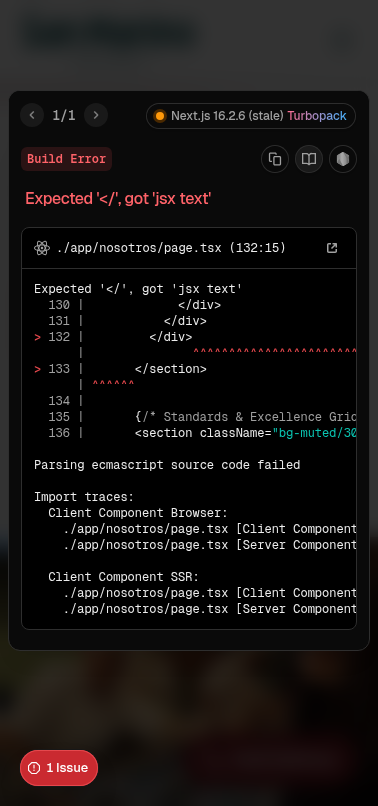 1/1
Next.js 16.2.6 (stale) Turbopack
Build Error
Expected '</', got 'jsx text'
./app/nosotros/page.tsx (132:15)
Expected '</', got 'jsx text'
  130 |             </div>
  131 |           </div>
> 132 |         </div>
      |               ^^^^^^^^^^^^^^^^^^^^^^^
> 133 |       </section>
      | ^^^^^^
  134 |
  135 |       {/* Standards & Excellence Grid
  136 |       <section className="bg-muted/30
Parsing ecmascript source code failed
Import traces:
  Client Component Browser:
    ./app/nosotros/page.tsx [Client Component
    ./app/nosotros/page.tsx [Server Component
  Client Component SSR:
    ./app/nosotros/page.tsx [Client Component
    ./app/nosotros/page.tsx [Server Component
1 Issue